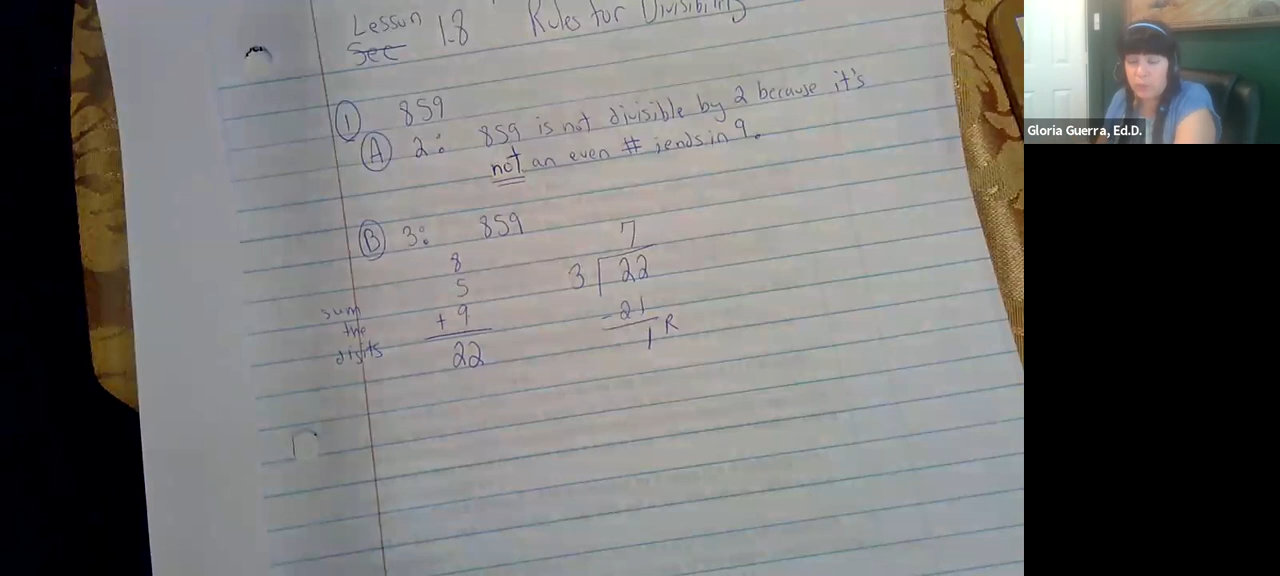 Lesson
See 1.8 Rules for Divisibility
1 859
A 2: 859 is not divisible by 2 because it's
not an even # ; ends in 9.
B 3: 859
7
8
3 22
5
sum
+ 9
- 21
the
1 R
digits
22
Gloria Guerra, Ed.D.